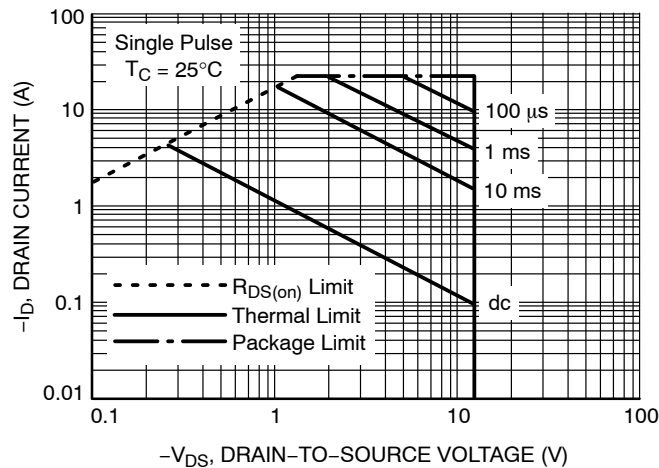 100
10
1
0.1
0.01
−I_D, DRAIN CURRENT (A)
Single Pulse
T_C = 25°C
100 μs
1 ms
10 ms
dc
R_DS(on) Limit
Thermal Limit
Package Limit
0.1
1
10
100
−V_DS, DRAIN−TO−SOURCE VOLTAGE (V)